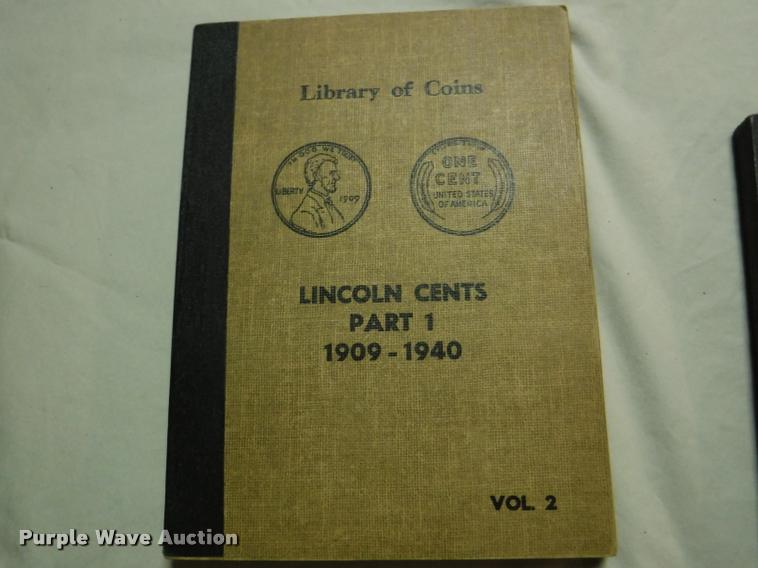 Library of Coins
IN GOD WE TRUST
LIBERTY
1909
ONE
CENT
UNITED STATES
OF AMERICA
LINCOLN CENTS
PART 1
1909 - 1940
VOL. 2
Purple Wave Auction